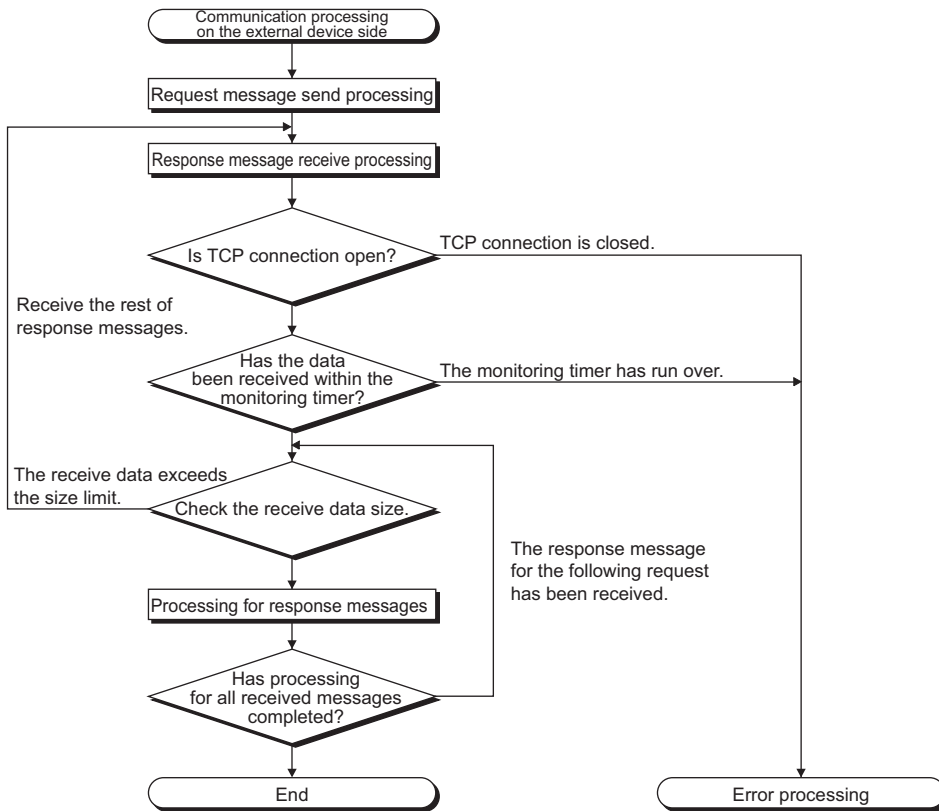 Communication processing
on the external device side
Request message send processing
Response message receive processing
Is TCP connection open?
TCP connection is closed.
Receive the rest of
response messages.
Has the data
been received within the
monitoring timer?
The monitoring timer has run over.
The receive data exceeds
the size limit.
Check the receive data size.
The response message
for the following request
has been received.
Processing for response messages
Has processing
for all received messages
completed?
End
Error processing